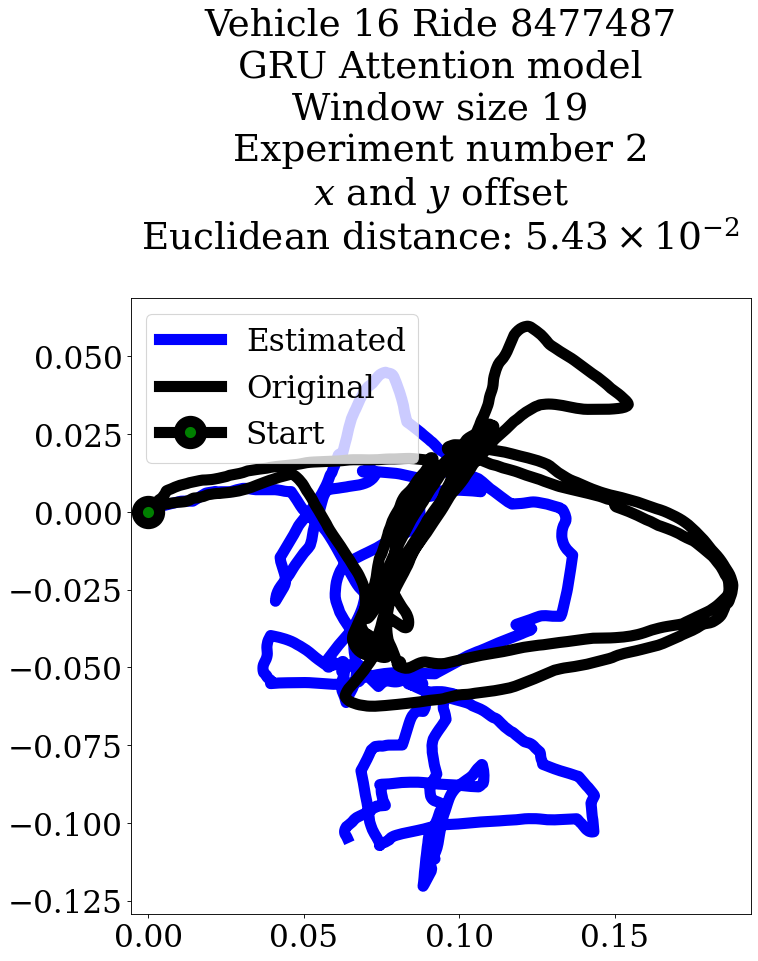 Vehicle 16 Ride 8477487
GRU Attention model
Window size 19
Experiment number 2
x and y offset
Euclidean distance: 5.43 × 10⁻²
Estimated
Original
Start
0.050
0.025
0.000
−0.025
−0.050
−0.075
−0.100
−0.125
0.00 0.05 0.10 0.15